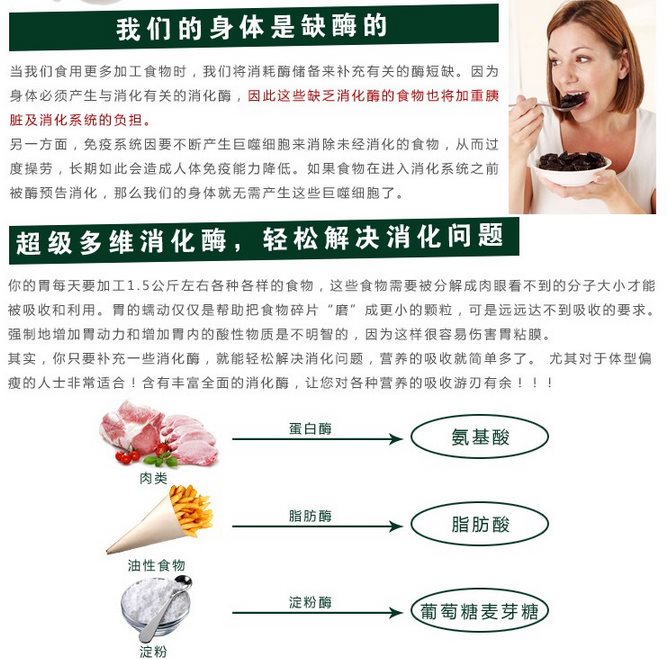 我们的身体是缺酶的
当我们食用更多加工食物时，我们将消耗酶储备来补充有关的酶短缺。因为
身体必须产生与消化有关的消化酶，因此这些缺乏消化酶的食物也将加重胰
脏及消化系统的负担。
另一方面，免疫系统因要不断产生巨噬细胞来消除未经消化的食物，从而过
度操劳，长期如此会造成人体免疫能力降低。如果食物在进入消化系统之前
被酶预告消化，那么我们的身体就无需产生这些巨噬细胞了。
超级多维消化酶，轻松解决消化问题
你的胃每天要加工1.5公斤左右各种各样的食物，这些食物需要被分解成肉眼看不到的分子大小才能
被吸收和利用。胃的蠕动仅仅是帮助把食物碎片“磨”成更小的颗粒，可是远远达不到吸收的要求。
强制地增加胃动力和增加胃内的酸性物质是不明智的，因为这样很容易伤害胃粘膜。
其实，你只要补充一些消化酶，就能轻松解决消化问题，营养的吸收就简单多了。 尤其对于体型偏
瘦的人士非常适合！含有丰富全面的消化酶，让您对各种营养的吸收游刃有余！！！
蛋白酶
氨基酸
肉类
脂肪酶
脂肪酸
油性食物
淀粉酶
葡萄糖麦芽糖
淀粉